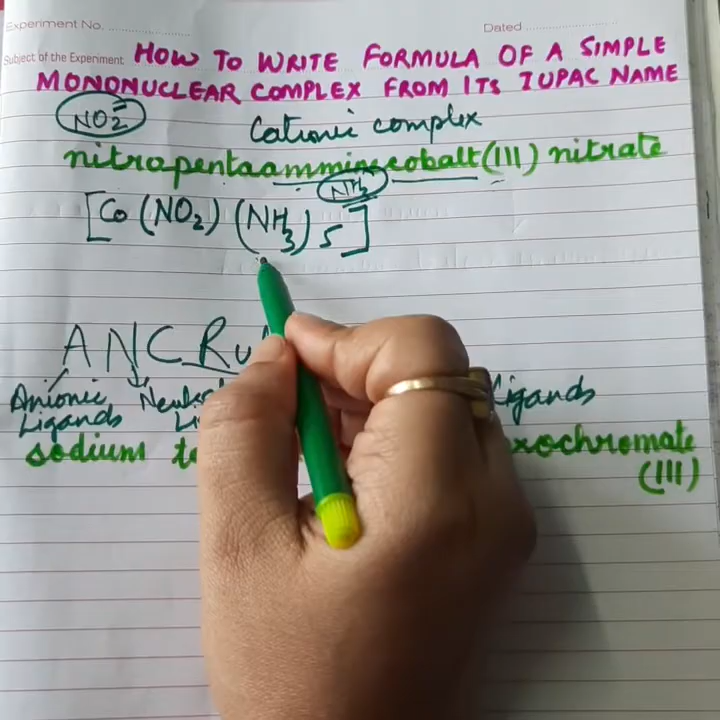 Experiment No.
Dated
Subject of the Experiment HOW TO WRITE FORMULA OF A SIMPLE
MONONUCLEAR COMPLEX FROM ITS IUPAC NAME
NO2⁻ Cationic complex
nitropentaamminecobalt(III) nitrate
NH3
[Co(NO2)(NH3)5]
ANCRu
Anionic
Ligands
Ligands
sodium
oxochromate
(III)